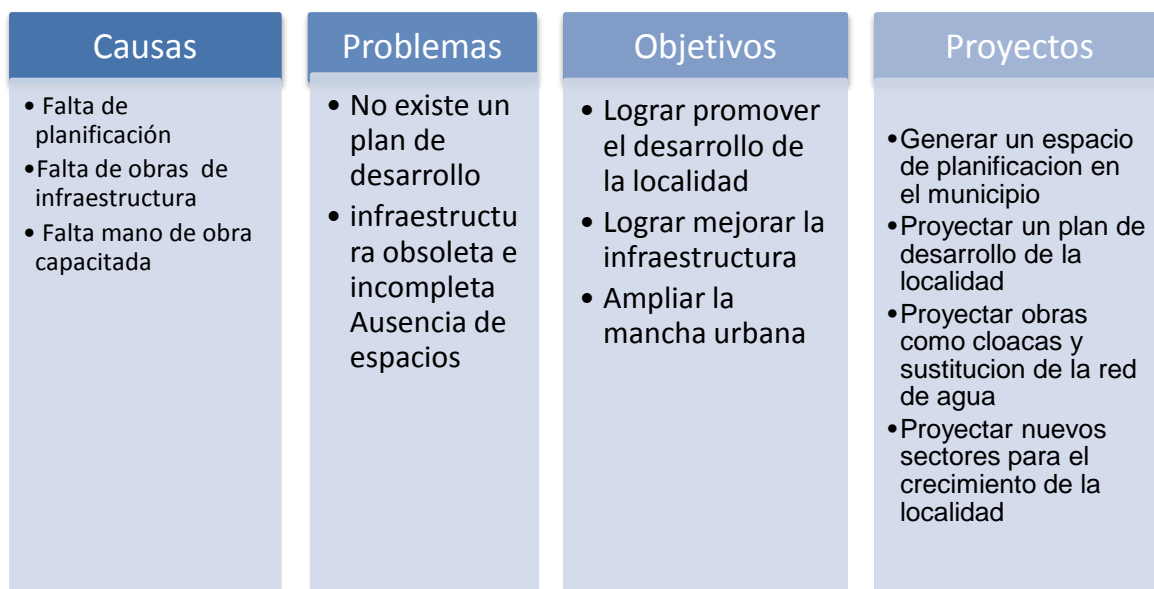 Causas
• Falta de
planificación
•Falta de obras de
infraestructura
• Falta mano de obra
capacitada
Problemas
• No existe un
plan de
desarrollo
• infraestructu
ra obsoleta e
incompleta
Ausencia de
espacios
Objetivos
• Lograr promover
el desarrollo de
la localidad
• Lograr mejorar la
infraestructura
• Ampliar la
mancha urbana
Proyectos
•Generar un espacio
de planificacion en
el municipio
•Proyectar un plan de
desarrollo de la
localidad
•Proyectar obras
como cloacas y
sustitucion de la red
de agua
•Proyectar nuevos
sectores para el
crecimiento de la
localidad